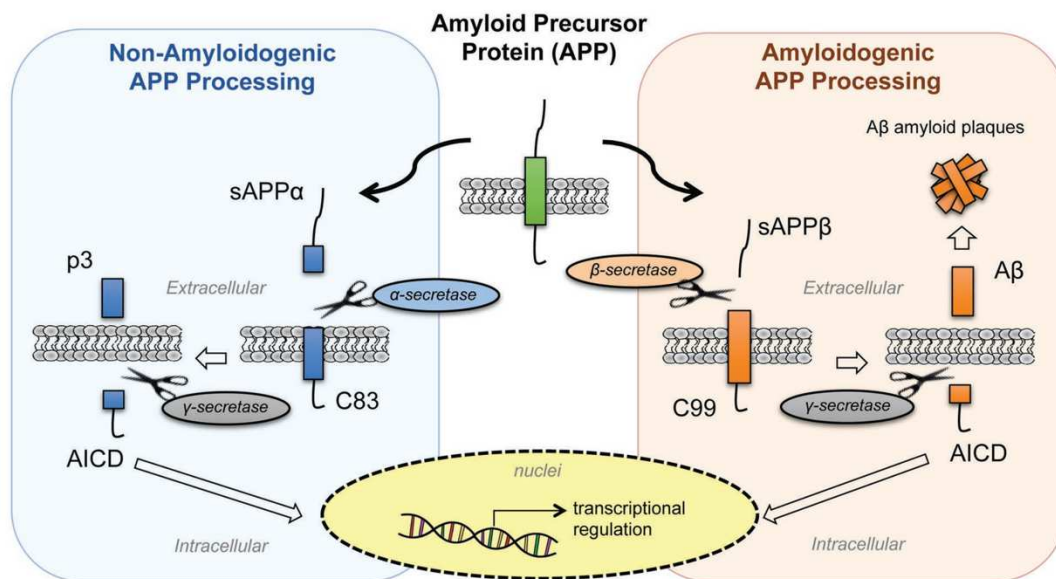 Amyloid Precursor
Protein (APP)
Non-Amyloidogenic
APP Processing
sAPPα
p3
Extracellular
α-secretase
γ-secretase
C83
AICD
Intracellular
Amyloidogenic
APP Processing
Aβ amyloid plaques
sAPPβ
β-secretase
Extracellular
Aβ
C99
γ-secretase
AICD
Intracellular
nuclei
transcriptional
regulation